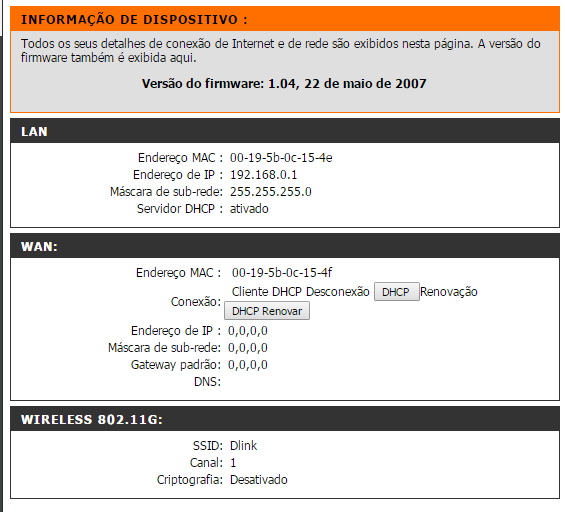 INFORMAÇÃO DE DISPOSITIVO :
Todos os seus detalhes de conexão de Internet e de rede são exibidos nesta página. A versão do
firmware também é exibida aqui.
Versão do firmware: 1.04, 22 de maio de 2007
LAN
Endereço MAC : 00-19-5b-0c-15-4e
Endereço de IP : 192.168.0.1
Máscara de sub-rede: 255.255.255.0
Servidor DHCP : ativado
WAN:
Endereço MAC : 00-19-5b-0c-15-4f
Conexão: Cliente DHCP Desconexão DHCP Renovação
DHCP Renovar
Endereço de IP : 0,0,0,0
Máscara de sub-rede: 0,0,0,0
Gateway padrão: 0,0,0,0
DNS:
WIRELESS 802.11G:
SSID: Dlink
Canal: 1
Criptografia: Desativado